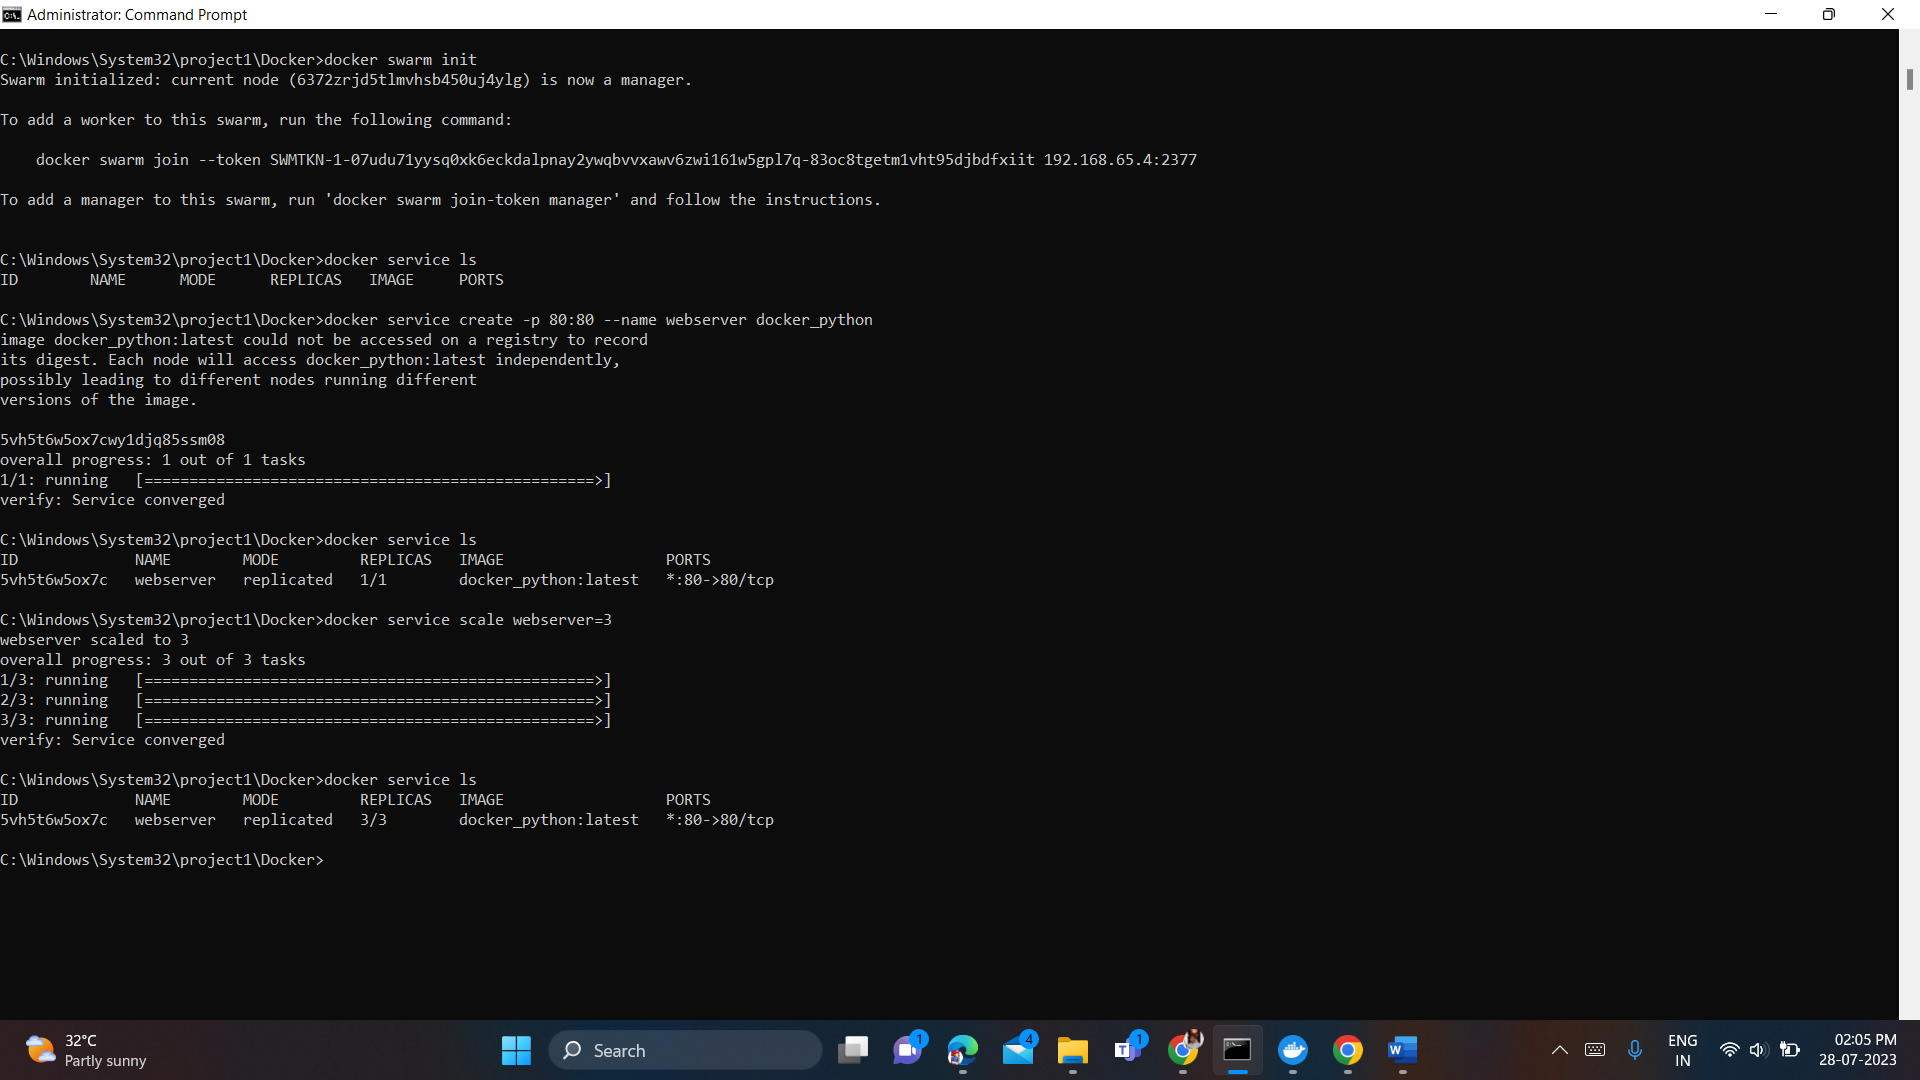 Administrator: Command Prompt
C:\Windows\System32\project1\Docker>docker swarm init
Swarm initialized: current node (6372zrjd5tlmvhsb450uj4ylg) is now a manager.
To add a worker to this swarm, run the following command:
docker swarm join --token SWMTKN-1-07udu71yysq0xk6eckdalpnay2ywqbvvxawv6zwi161w5gpl7q-83oc8tgetm1vht95djbdfxiit 192.168.65.4:2377
To add a manager to this swarm, run 'docker swarm join-token manager' and follow the instructions.
C:\Windows\System32\project1\Docker>docker service ls
ID        NAME      MODE      REPLICAS   IMAGE     PORTS
C:\Windows\System32\project1\Docker>docker service create -p 80:80 --name webserver docker_python
image docker_python:latest could not be accessed on a registry to record
its digest. Each node will access docker_python:latest independently,
possibly leading to different nodes running different
versions of the image.
5vh5t6w5ox7cwy1djq85ssm08
overall progress: 1 out of 1 tasks
1/1: running   [==================================================>]
verify: Service converged
C:\Windows\System32\project1\Docker>docker service ls
ID             NAME        MODE         REPLICAS   IMAGE                  PORTS
5vh5t6w5ox7c   webserver   replicated   1/1        docker_python:latest   *:80->80/tcp
C:\Windows\System32\project1\Docker>docker service scale webserver=3
webserver scaled to 3
overall progress: 3 out of 3 tasks
1/3: running   [==================================================>]
2/3: running   [==================================================>]
3/3: running   [==================================================>]
verify: Service converged
C:\Windows\System32\project1\Docker>docker service ls
ID             NAME        MODE         REPLICAS   IMAGE                  PORTS
5vh5t6w5ox7c   webserver   replicated   3/3        docker_python:latest   *:80->80/tcp
C:\Windows\System32\project1\Docker>
32°C
Partly sunny
Search
1
4
1
ENG
IN
02:05 PM
28-07-2023